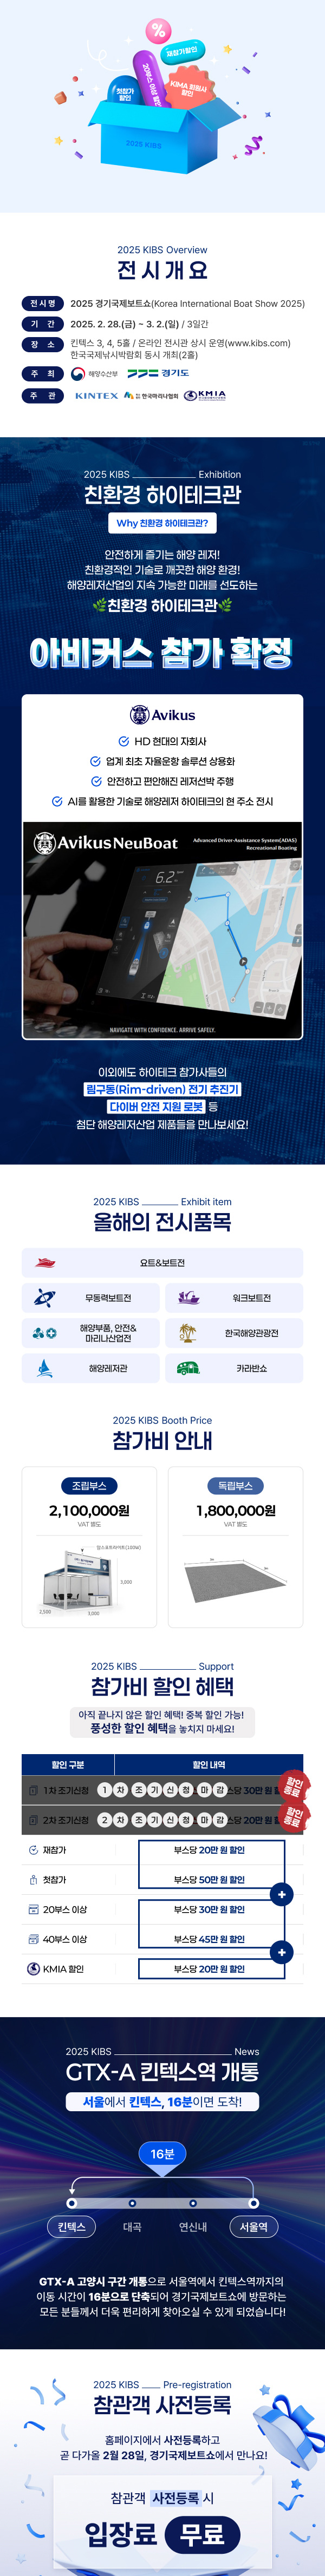 %
재참가할인
첫참가
할인
20부스 이상 할인
KIMA 회원사
할인
2025 KIBS
2025 KIBS Overview
전시개요
전시명 2025 경기국제보트쇼(Korea International Boat Show 2025)
기 간 2025. 2. 28.(금) ~ 3. 2.(일) / 3일간
장 소 킨텍스 3, 4, 5홀 / 온라인 전시관 상시 운영(www.kibs.com)
한국국제낚시박람회 동시 개최(2홀)
주 최 해양수산부 경기도
주 관 KINTEX 한국마리나협회 KMIA
2025 KIBS Exhibition
친환경 하이테크관
Why 친환경 하이테크관?
안전하게 즐기는 해양 레저!
친환경적인 기술로 깨끗한 해양 환경!
해양레저산업의 지속 가능한 미래를 선도하는
친환경 하이테크관
아비커스 참가 확정
Avikus
HD 현대의 자회사
업계 최초 자율운항 솔루션 상용화
안전하고 편안해진 레저선박 주행
AI를 활용한 기술로 해양레저 하이테크의 현 주소 전시
Avikus NeuBoat
Advanced Driver-Assistance System(ADAS)
Recreational Boating
6.2
NAVIGATE WITH CONFIDENCE. ARRIVE SAFELY.
이외에도 하이테크 참가사들의
림구동(Rim-driven) 전기 추진기
다이버 안전 지원 로봇 등
첨단 해양레저산업 제품들을 만나보세요!
2025 KIBS Exhibit item
올해의 전시품목
요트&보트전
무동력보트전 워크보트전
해양부품, 안전&
마리나산업전
한국해양관광전
해양레저관 카라반쇼
2025 KIBS Booth Price
참가비 안내
조립부스 독립부스
2,100,000원 1,800,000원
VAT 별도 VAT 별도
암스포트라이트(100W)
3,000
2,500
3,000
3m
3m
2025 KIBS Support
참가비 할인 혜택
아직 끝나지 않은 할인 혜택! 중복 할인 가능!
풍성한 할인 혜택을 놓치지 마세요!
할인 구분 할인 내역
1차 조기신청 1차 조기신청마감 스당 30만 원 할
할인
종료
2차 조기신청 2차 조기신청마감 스당 20만 원 할
할인
종료
재참가 부스당 20만 원 할인
첫참가 부스당 50만 원 할인
+
20부스 이상 부스당 30만 원 할인
40부스 이상 부스당 45만 원 할인
+
KMIA 할인 부스당 20만 원 할인
2025 KIBS News
GTX-A 킨텍스역 개통
서울에서 킨텍스, 16분이면 도착!
16분
킨텍스 대곡 연신내 서울역
GTX-A 고양시 구간 개통으로 서울역에서 킨텍스역까지의
이동 시간이 16분으로 단축되어 경기국제보트쇼에 방문하는
모든 분들께서 더욱 편리하게 찾아오실 수 있게 되었습니다!
2025 KIBS Pre-registration
참관객 사전등록
홈페이지에서 사전등록하고
곧 다가올 2월 28일, 경기국제보트쇼에서 만나요!
참관객 사전등록 시
입장료 무료